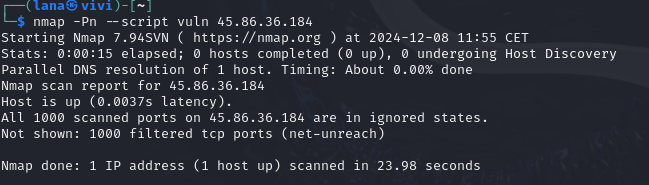 ┌──(lana㉿vivi)-[~]
└─$ nmap -Pn --script vuln 45.86.36.184
Starting Nmap 7.94SVN ( https://nmap.org ) at 2024-12-08 11:55 CET
Stats: 0:00:15 elapsed; 0 hosts completed (0 up), 0 undergoing Host Discovery
Parallel DNS resolution of 1 host. Timing: About 0.00% done
Nmap scan report for 45.86.36.184
Host is up (0.0037s latency).
All 1000 scanned ports on 45.86.36.184 are in ignored states.
Not shown: 1000 filtered tcp ports (net-unreach)
Nmap done: 1 IP address (1 host up) scanned in 23.98 seconds